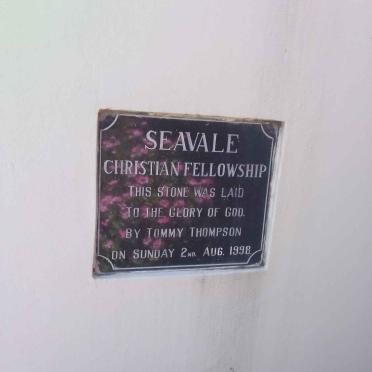 SEAVALE
CHRISTIAN FELLOWSHIP
THIS STONE WAS LAID
TO THE GLORY OF GOD.
BY TOMMY THOMPSON
ON SUNDAY 2ND. AUG. 1998.